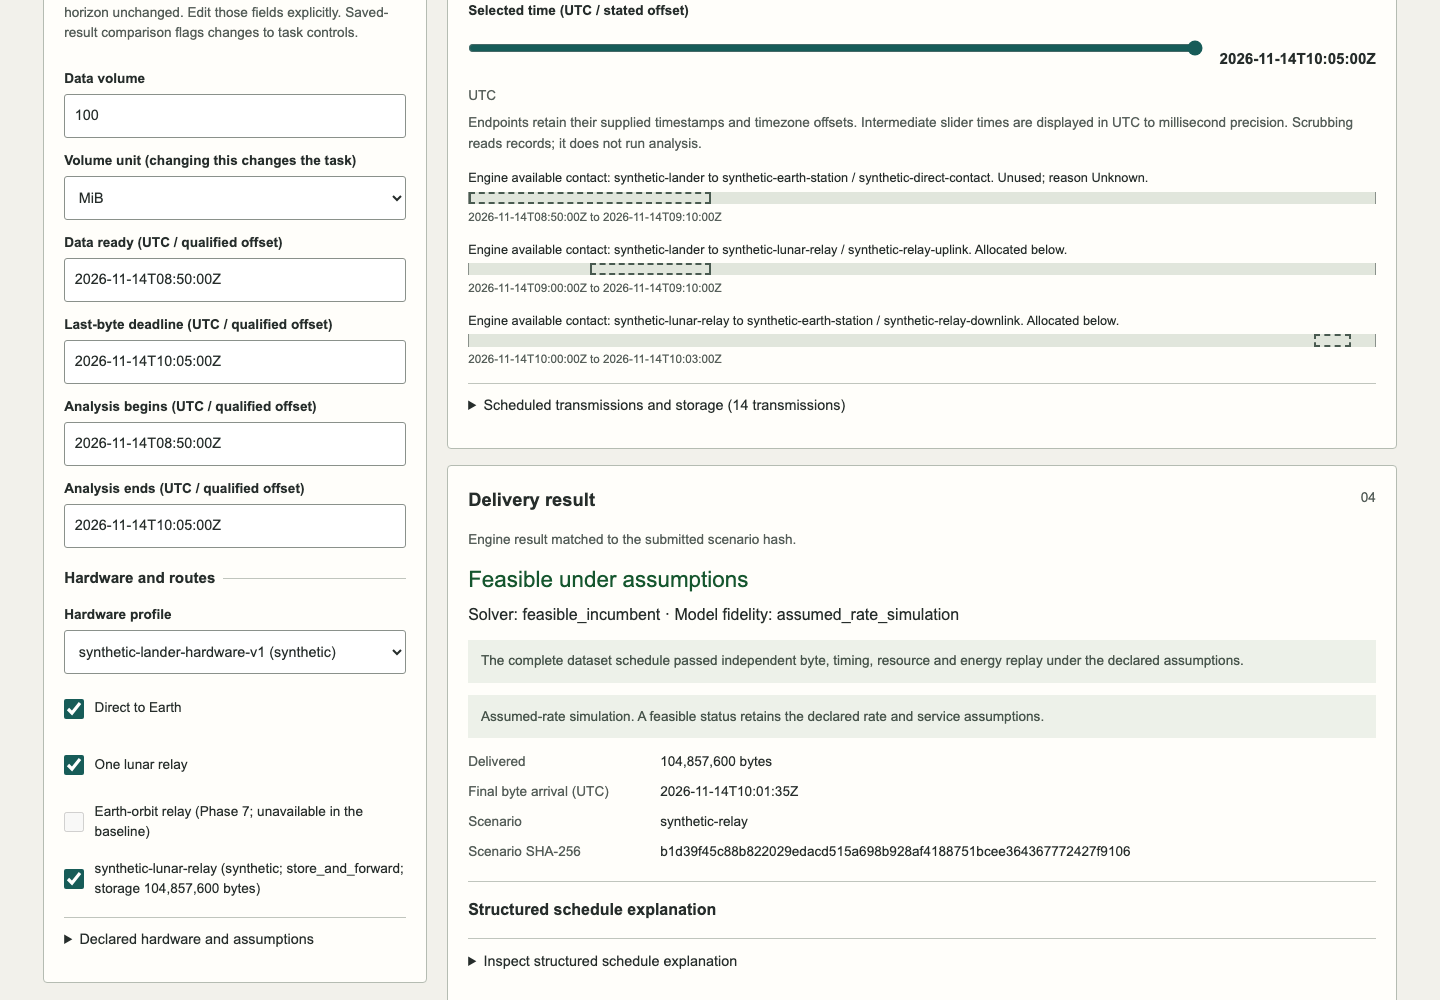 horizon unchanged. Edit those fields explicitly. Saved-
result comparison flags changes to task controls.
Data volume
100
Volume unit (changing this changes the task)
MiB
Data ready (UTC / qualified offset)
2026-11-14T08:50:00Z
Last-byte deadline (UTC / qualified offset)
2026-11-14T10:05:00Z
Analysis begins (UTC / qualified offset)
2026-11-14T08:50:00Z
Analysis ends (UTC / qualified offset)
2026-11-14T10:05:00Z
Hardware and routes
Hardware profile
synthetic-lander-hardware-v1 (synthetic)
Direct to Earth
One lunar relay
Earth-orbit relay (Phase 7; unavailable in the
baseline)
synthetic-lunar-relay (synthetic; store_and_forward;
storage 104,857,600 bytes)
Declared hardware and assumptions
Selected time (UTC / stated offset)
2026-11-14T10:05:00Z
UTC
Endpoints retain their supplied timestamps and timezone offsets. Intermediate slider times are displayed in UTC to millisecond precision. Scrubbing
reads records; it does not run analysis.
Engine available contact: synthetic-lander to synthetic-earth-station / synthetic-direct-contact. Unused; reason Unknown.
2026-11-14T08:50:00Z to 2026-11-14T09:10:00Z
Engine available contact: synthetic-lander to synthetic-lunar-relay / synthetic-relay-uplink. Allocated below.
2026-11-14T09:00:00Z to 2026-11-14T09:10:00Z
Engine available contact: synthetic-lunar-relay to synthetic-earth-station / synthetic-relay-downlink. Allocated below.
2026-11-14T10:00:00Z to 2026-11-14T10:03:00Z
Scheduled transmissions and storage (14 transmissions)
Delivery result
04
Engine result matched to the submitted scenario hash.
Feasible under assumptions
Solver: feasible_incumbent · Model fidelity: assumed_rate_simulation
The complete dataset schedule passed independent byte, timing, resource and energy replay under the declared assumptions.
Assumed-rate simulation. A feasible status retains the declared rate and service assumptions.
Delivered 104,857,600 bytes
Final byte arrival (UTC) 2026-11-14T10:01:35Z
Scenario synthetic-relay
Scenario SHA-256 b1d39f45c88b822029edacd515a698b928af4188751bcee364367772427f9106
Structured schedule explanation
Inspect structured schedule explanation